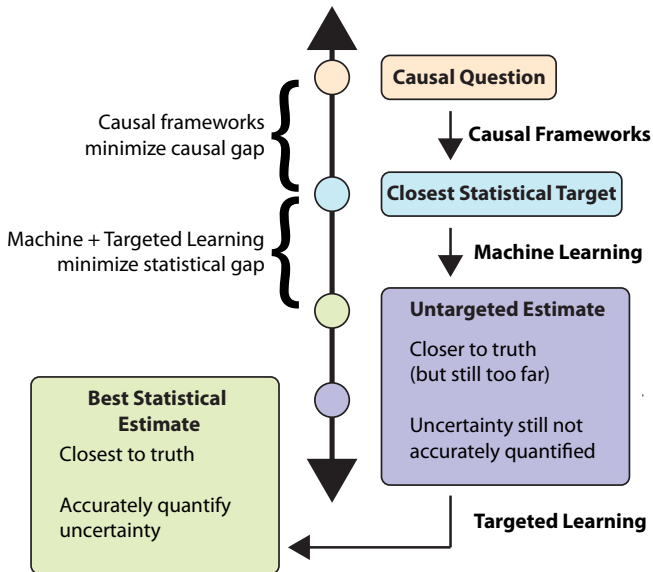 Causal Question
Causal frameworks
minimize causal gap
Causal Frameworks
Closest Statistical Target
Machine + Targeted Learning
minimize statistical gap
Machine Learning
Untargeted Estimate
Closer to truth
(but still too far)
Uncertainty still not
accurately quantified
Targeted Learning
Best Statistical
Estimate
Closest to truth
Accurately quantify
uncertainty